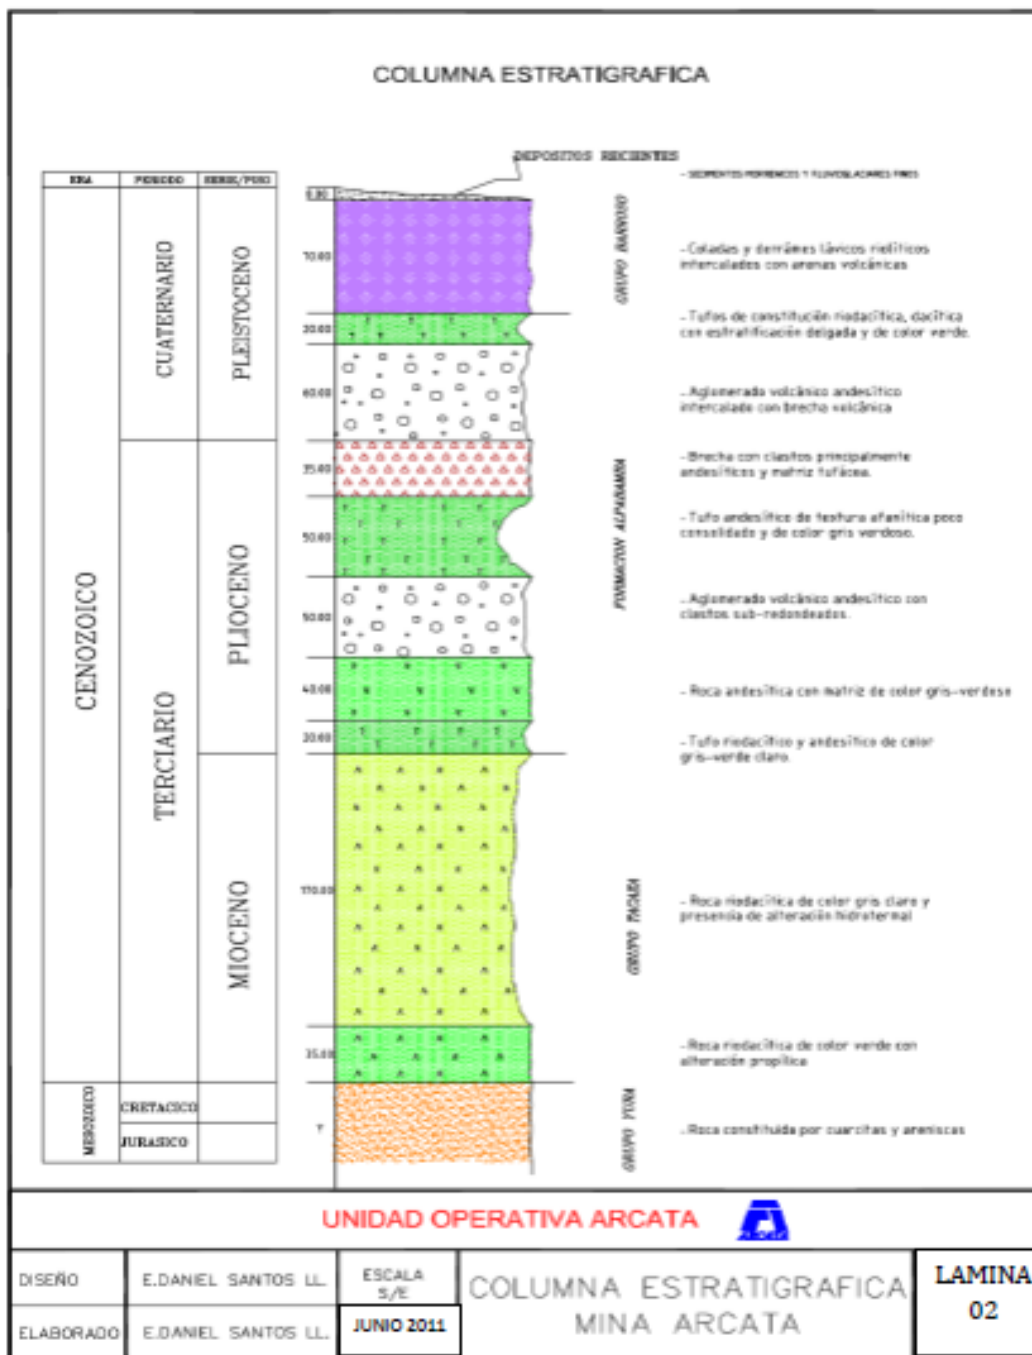 COLUMNA ESTRATIGRAFICA
DEPOSITOS RECIENTES
ERA PERIODO SERIE/PISO
CENOZOICO
MESOZOICO
CUATERNARIO
TERCIARIO
CRETACICO
JURASICO
PLEISTOCENO
PLIOCENO
MIOCENO
70.00
20.00
60.00
35.00
50.00
50.00
40.00
20.00
170.00
35.00
?
GRUPO BARROSO
FORMACION ALPABAMBA
GRUPO TACAZA
GRUPO YURA
- Coladas y derrámes lávicos riolíticos
intercalados con arenas volcánicas
- Tufos de constitución riodacítica, dacítica
con estratificación delgada y de color verde.
- Aglomerado volcánico andesítico
intercalado con brecha volcánica
- Brecha con clastos principalmente
andesíticos y matriz tufácea.
- Tufo andesítico de textura afanítica poco
consolidado y de color gris verdoso.
- Aglomerado volcánico andesítico con
clastos sub-redondeados.
- Roca andesítica con matriz de color gris-verdoso
- Tufo riodacítico y andesítico de color
gris-verde claro.
- Roca riodacítica de color gris claro y
presencia de alteración hidrotermal
- Roca riodacítica de color verde con
alteración propílica
- Roca constituida por cuarcitas y areniscas
UNIDAD OPERATIVA ARCATA
DISEÑO E.DANIEL SANTOS LL.
ELABORADO E.DANIEL SANTOS LL.
ESCALA
S/E
JUNIO 2011
COLUMNA ESTRATIGRAFICA
MINA ARCATA
LAMINA
02